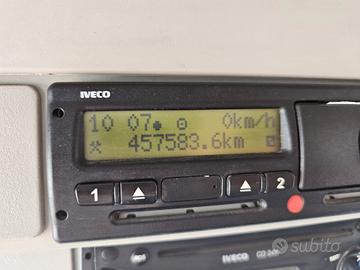 IVECO
10 07 0km/h
457583.6km
1 2
IVECO
subito